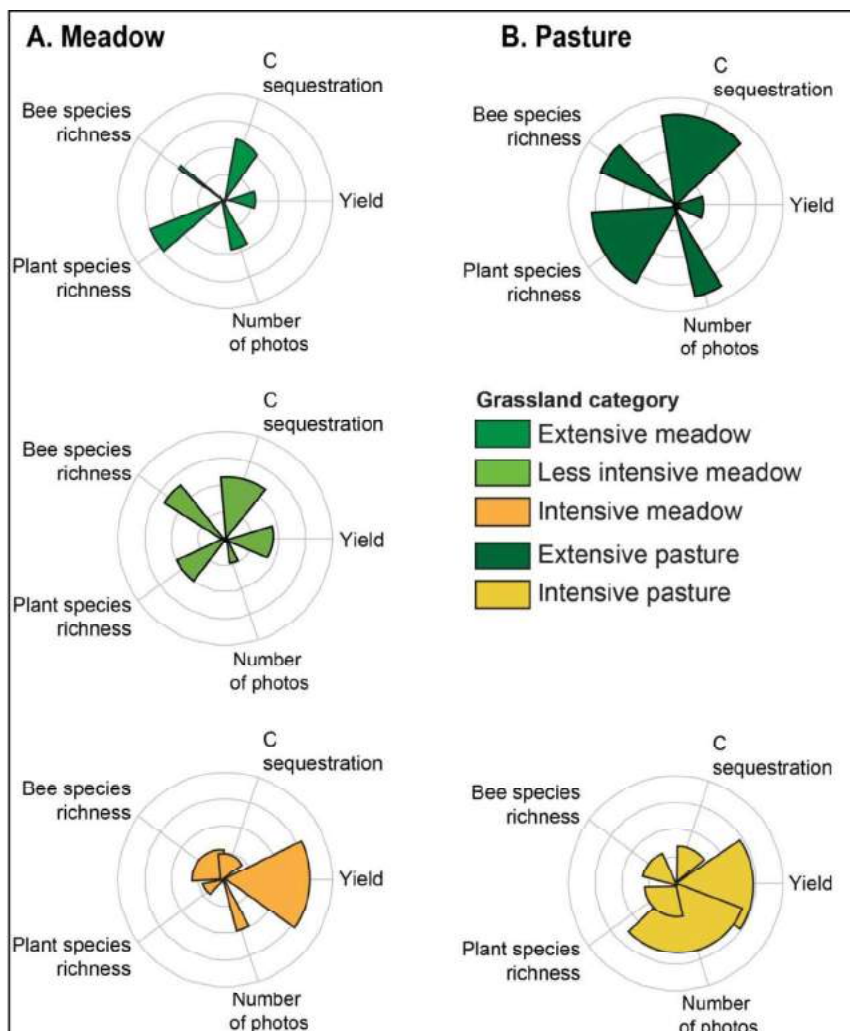 A. Meadow
C
sequestration
Bee species
richness
Yield
Plant species
richness
Number
of photos
B. Pasture
C
sequestration
Bee species
richness
Yield
Plant species
richness
Number
of photos
C
sequestration
Bee species
richness
Yield
Plant species
richness
Number
of photos
Grassland category
Extensive meadow
Less intensive meadow
Intensive meadow
Extensive pasture
Intensive pasture
C
sequestration
Bee species
richness
Yield
Plant species
richness
Number
of photos
C
sequestration
Bee species
richness
Yield
Plant species
richness
Number
of photos